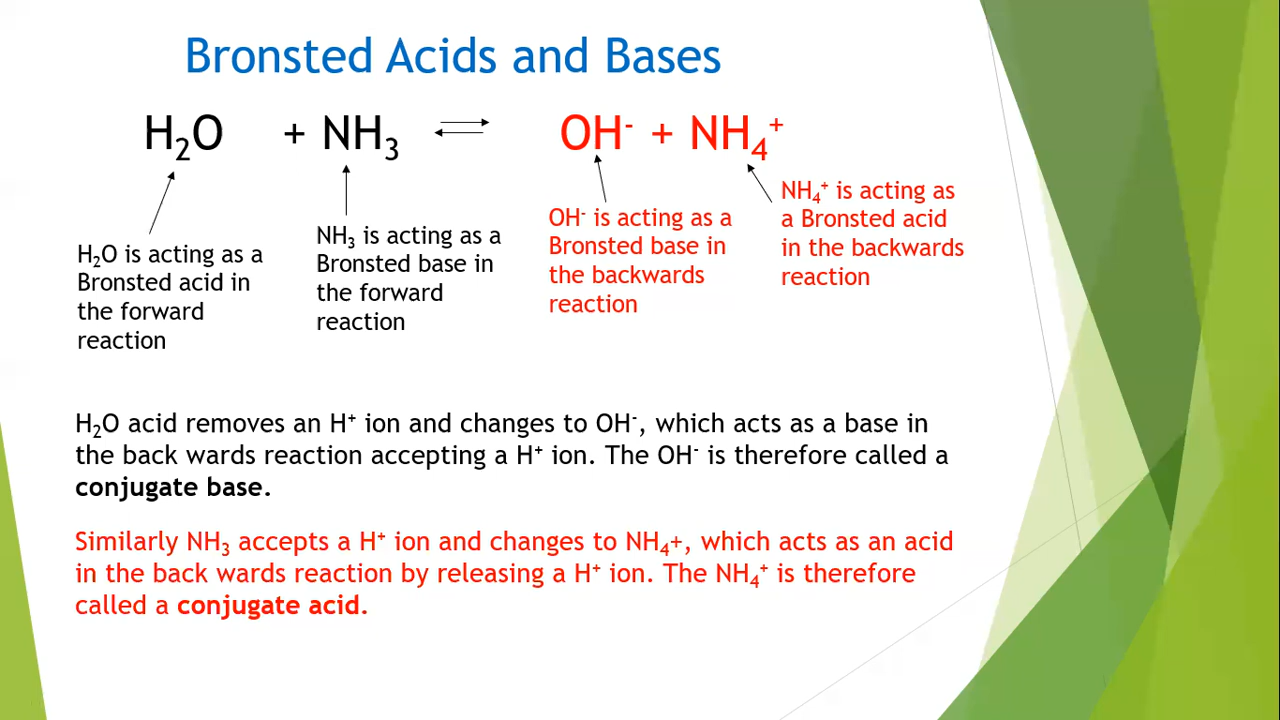 Bronsted Acids and Bases
H₂O + NH₃ ⇌ OH⁻ + NH₄⁺
H₂O is acting as a
Bronsted acid in
the forward
reaction
NH₃ is acting as a
Bronsted base in
the forward
reaction
OH⁻ is acting as a
Bronsted base in
the backwards
reaction
NH₄⁺ is acting as
a Bronsted acid
in the backwards
reaction
H₂O acid removes an H⁺ ion and changes to OH⁻, which acts as a base in
the back wards reaction accepting a H⁺ ion. The OH⁻ is therefore called a
conjugate base.
Similarly NH₃ accepts a H⁺ ion and changes to NH₄+, which acts as an acid
in the back wards reaction by releasing a H⁺ ion. The NH₄⁺ is therefore
called a conjugate acid.